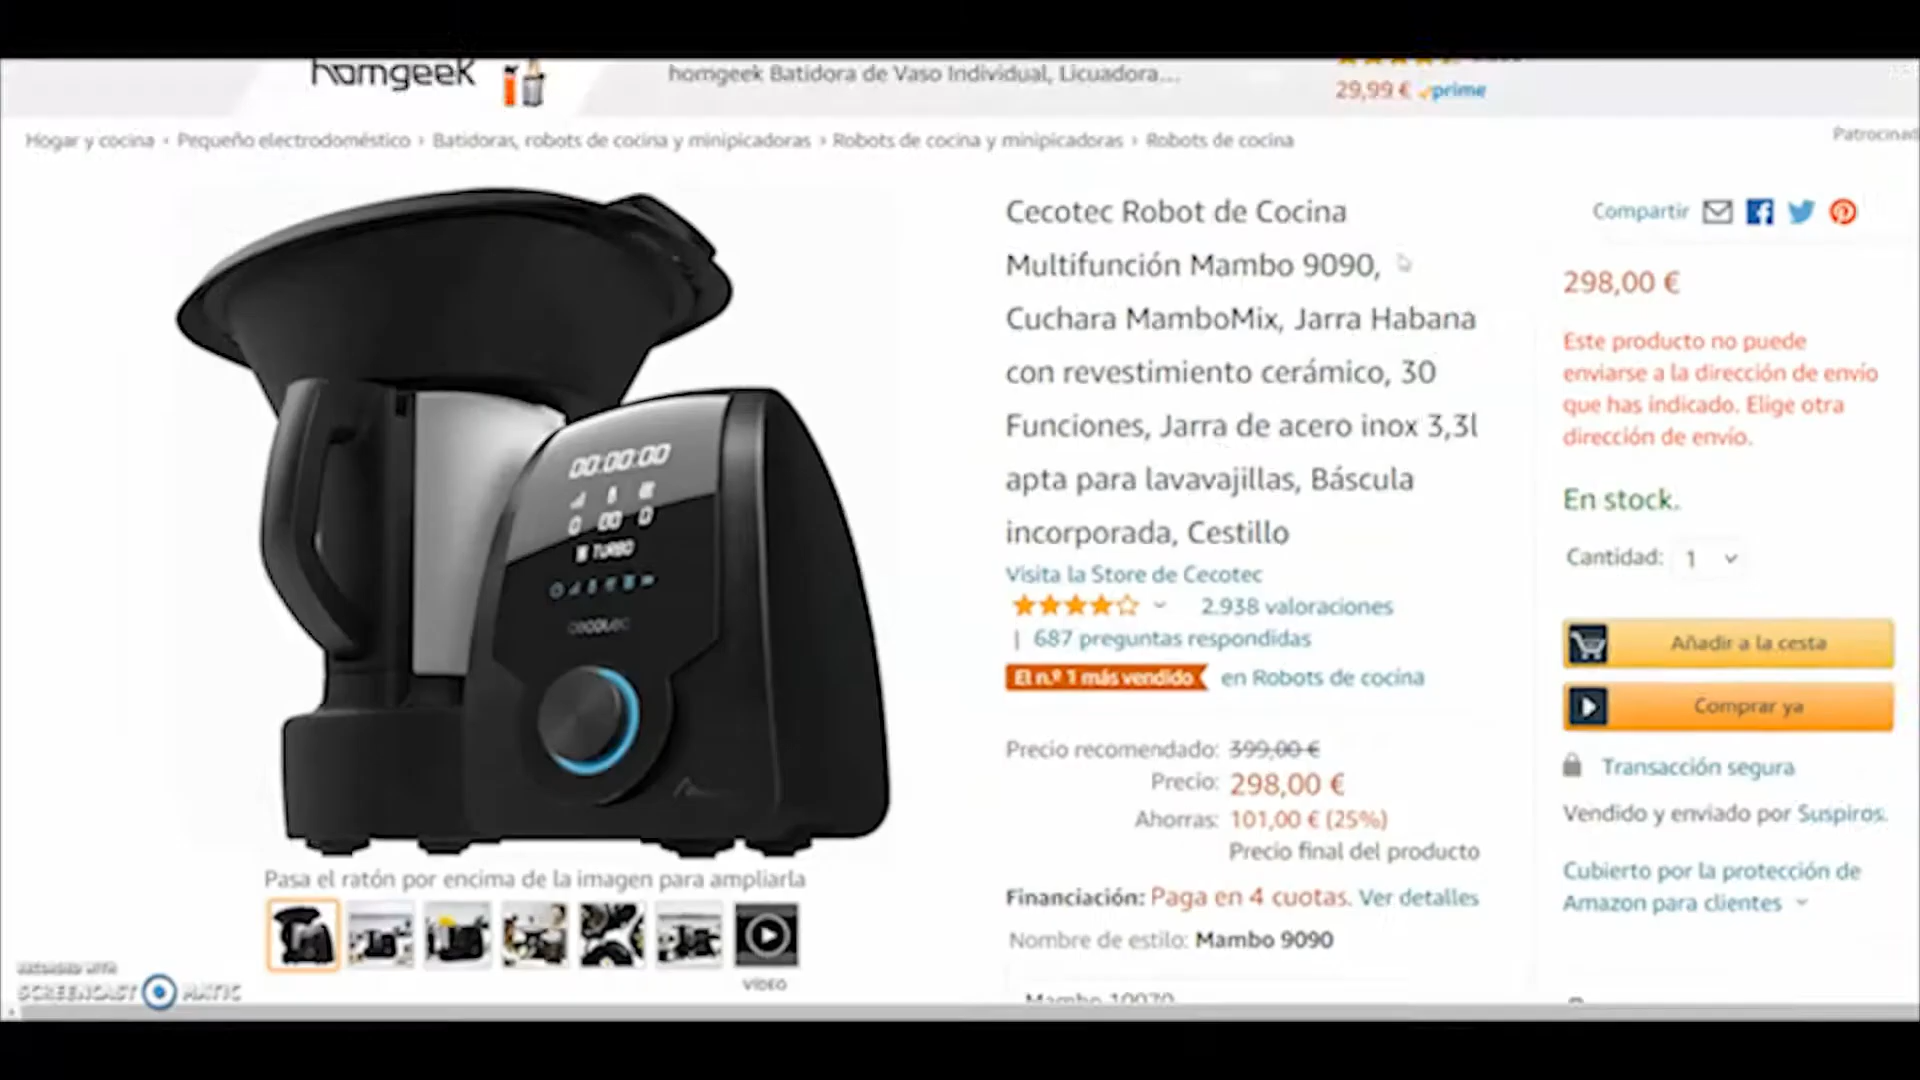 homgeek
homgeek Batidora de Vaso Individual, Licuadora...
29,99 € prime
Hogar y cocina › Pequeño electrodoméstico › Batidoras, robots de cocina y minipicadoras › Robots de cocina y minipicadoras › Robots de cocina
Patrocinad
Cecotec Robot de Cocina
Multifunción Mambo 9090,
Cuchara MamboMix, Jarra Habana
con revestimiento cerámico, 30
Funciones, Jarra de acero inox 3,3l
apta para lavavajillas, Báscula
incorporada, Cestillo
Visita la Store de Cecotec
2.938 valoraciones
| 687 preguntas respondidas
El n.º 1 más vendido en Robots de cocina
Precio recomendado: 399,00 €
Precio: 298,00 €
Ahorras: 101,00 € (25%)
Precio final del producto
Financiación: Paga en 4 cuotas. Ver detalles
Nombre de estilo: Mambo 9090
Mambo 10070
Compartir
298,00 €
Este producto no puede
enviarse a la dirección de envío
que has indicado. Elige otra
dirección de envío.
En stock.
Cantidad: 1
Añadir a la cesta
Comprar ya
Transacción segura
Vendido y enviado por Suspiros.
Cubierto por la protección de
Amazon para clientes
00:00:00
0 00 0
TURBO
cecotec
Pasa el ratón por encima de la imagen para ampliarla
VÍDEO
RECORDED WITH
SCREENCAST MATIC